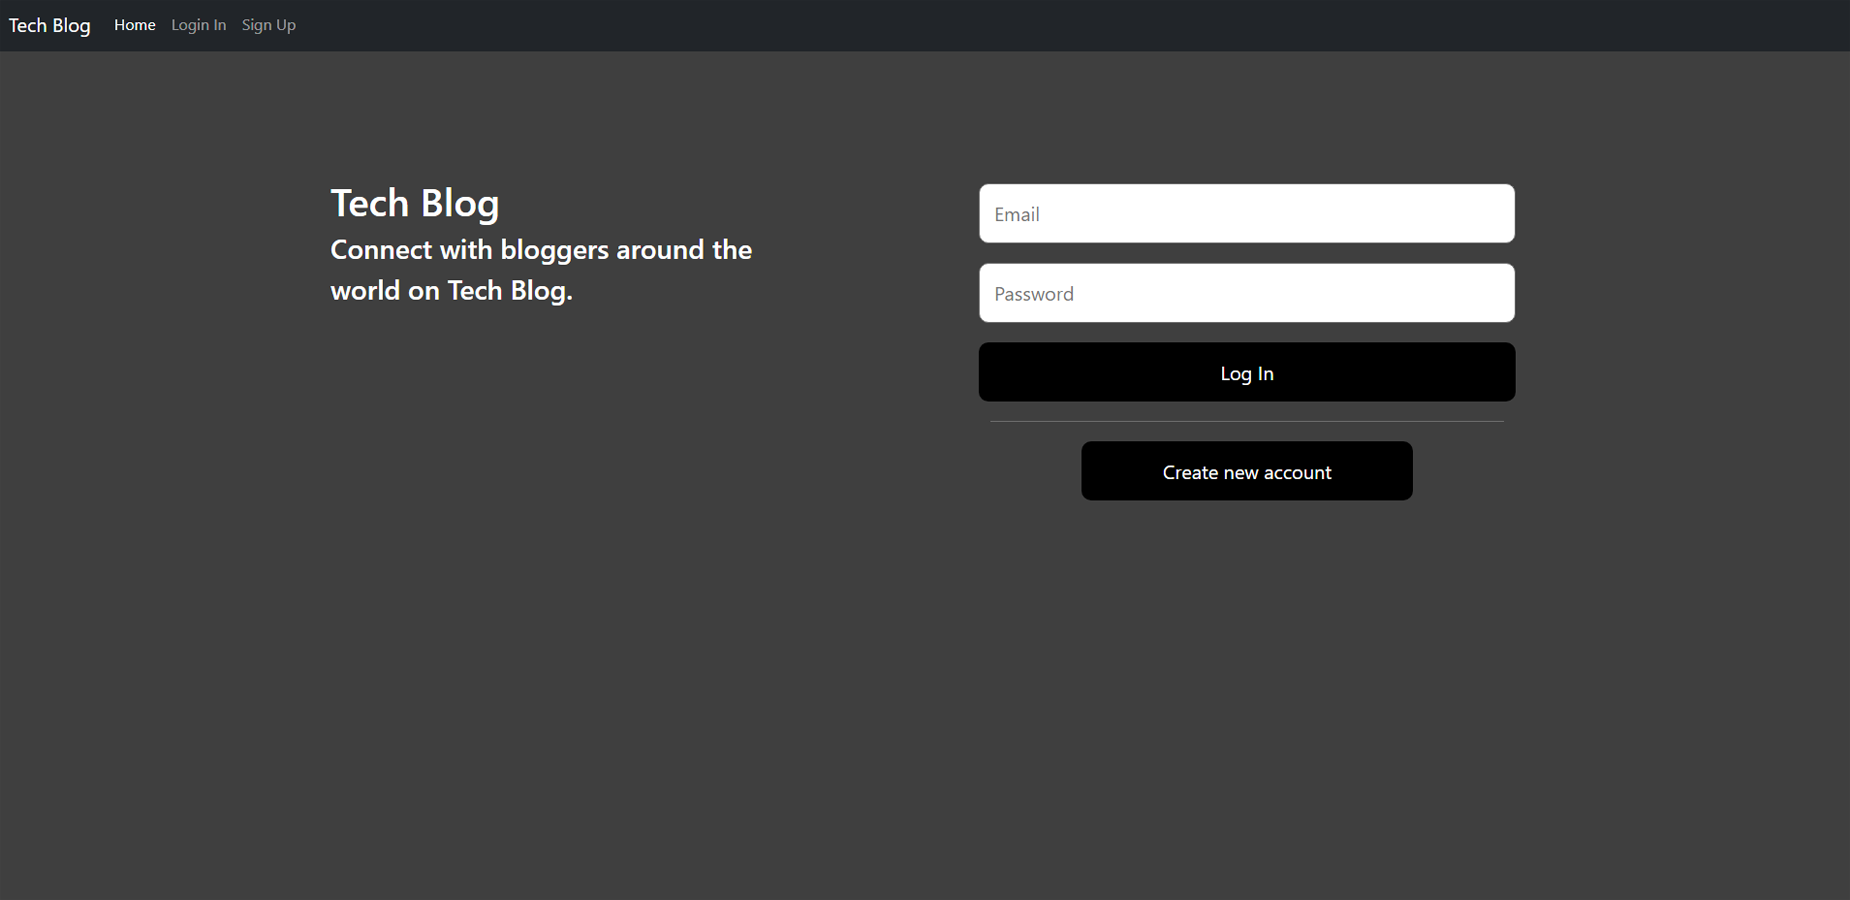 Tech Blog Home Login In Sign Up
Tech Blog
Connect with bloggers around the
world on Tech Blog.
Email
Password
Log In
Create new account